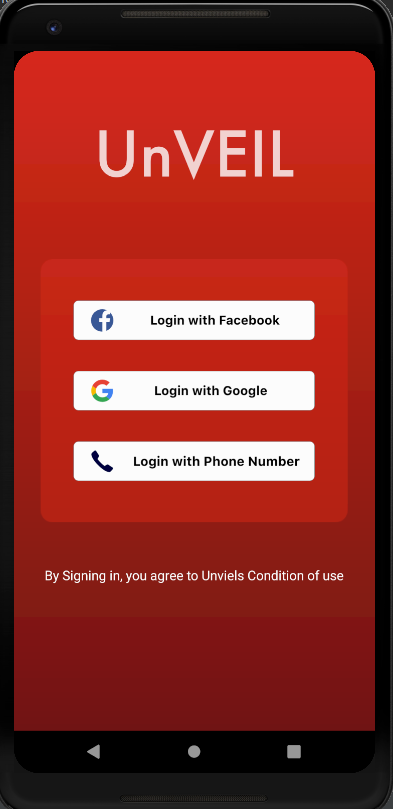 UnVEIL
Login with Facebook
Login with Google
Login with Phone Number
By Signing in, you agree to Unviels Condition of use